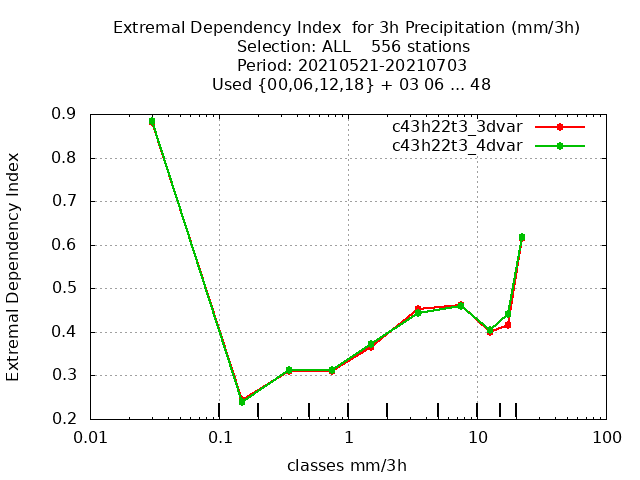 Extremal Dependency Index  for 3h Precipitation (mm/3h)
Selection: ALL    556 stations
Period: 20210521-20210703
Used {00,06,12,18} + 03 06 ... 48
c43h22t3_3dvar
c43h22t3_4dvar
Extremal Dependency Index
0.9
0.8
0.7
0.6
0.5
0.4
0.3
0.2
0.01 0.1 1 10 100
classes mm/3h